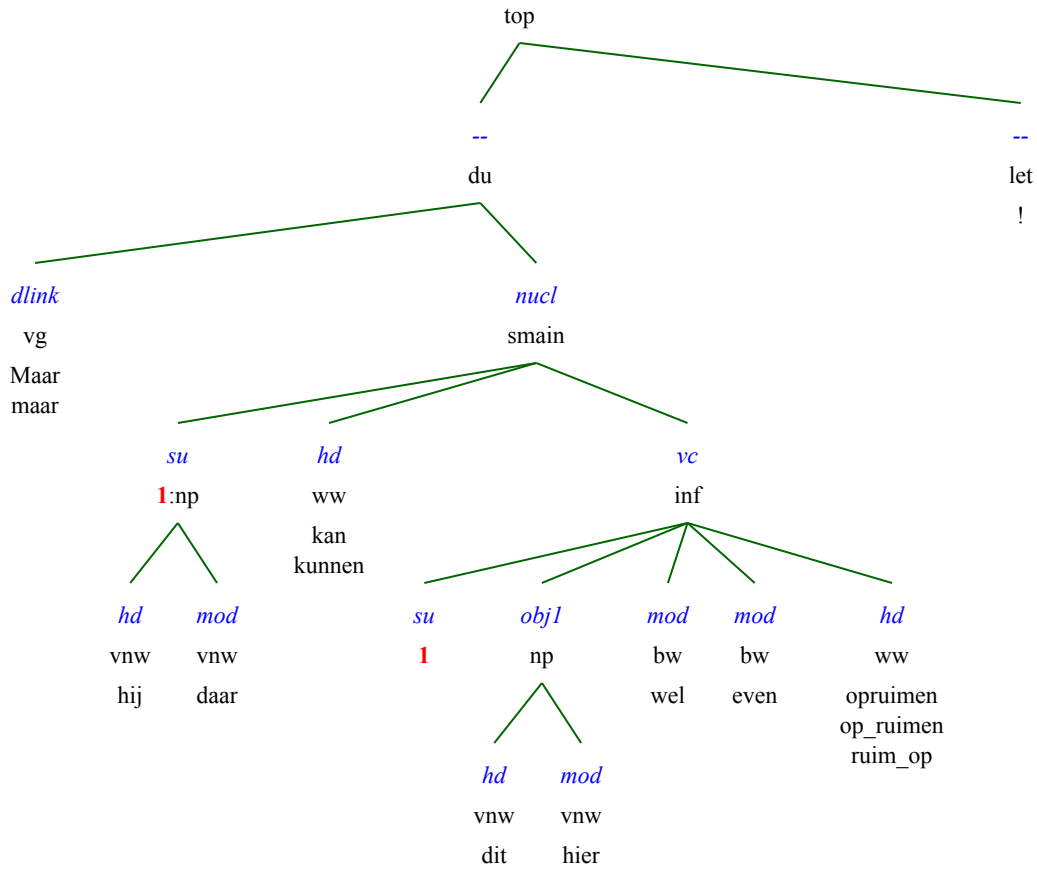 top
-- --
du let
!
dlink nucl
vg smain
Maar
maar
su hd vc
1:np ww inf
kan
kunnen
hd mod su obj1 mod mod hd
vnw vnw 1 np bw bw ww
hij daar wel even opruimen
op_ruimen
ruim_op
hd mod
vnw vnw
dit hier